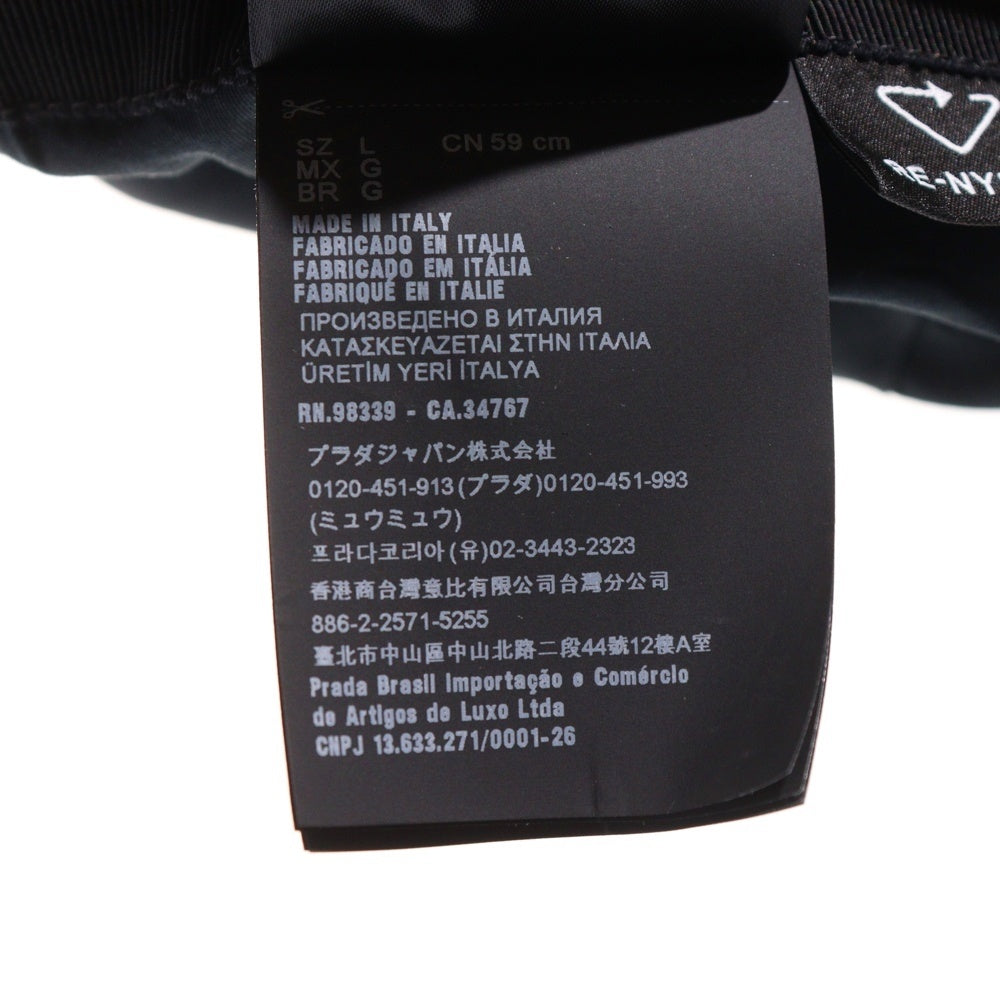 SZ L CN 59 cm
MX G
BR G
MADE IN ITALY
FABRICADO EN ITALIA
FABRICADO EM ITÁLIA
FABRIQUÉ EN ITALIE
ПРОИЗВЕДЕНО В ИТАЛИЯ
ΚΑΤΑΣΚΕΥΑΖΕΤΑΙ ΣΤΗΝ ΙΤΑΛΙΑ
ÜRETİM YERİ İTALYA
RN.98339 - CA.34767
プラダジャパン株式会社
0120-451-913(プラダ)0120-451-993
(ミュウミュウ)
프라다코리아(유)02-3443-2323
香港商台灣意比有限公司台灣分公司
886-2-2571-5255
臺北市中山區中山北路二段44號12樓A室
Prada Brasil Importação e Comércio
de Artigos de Luxo Ltda
CNPJ 13.633.271/0001-26
RE-NY